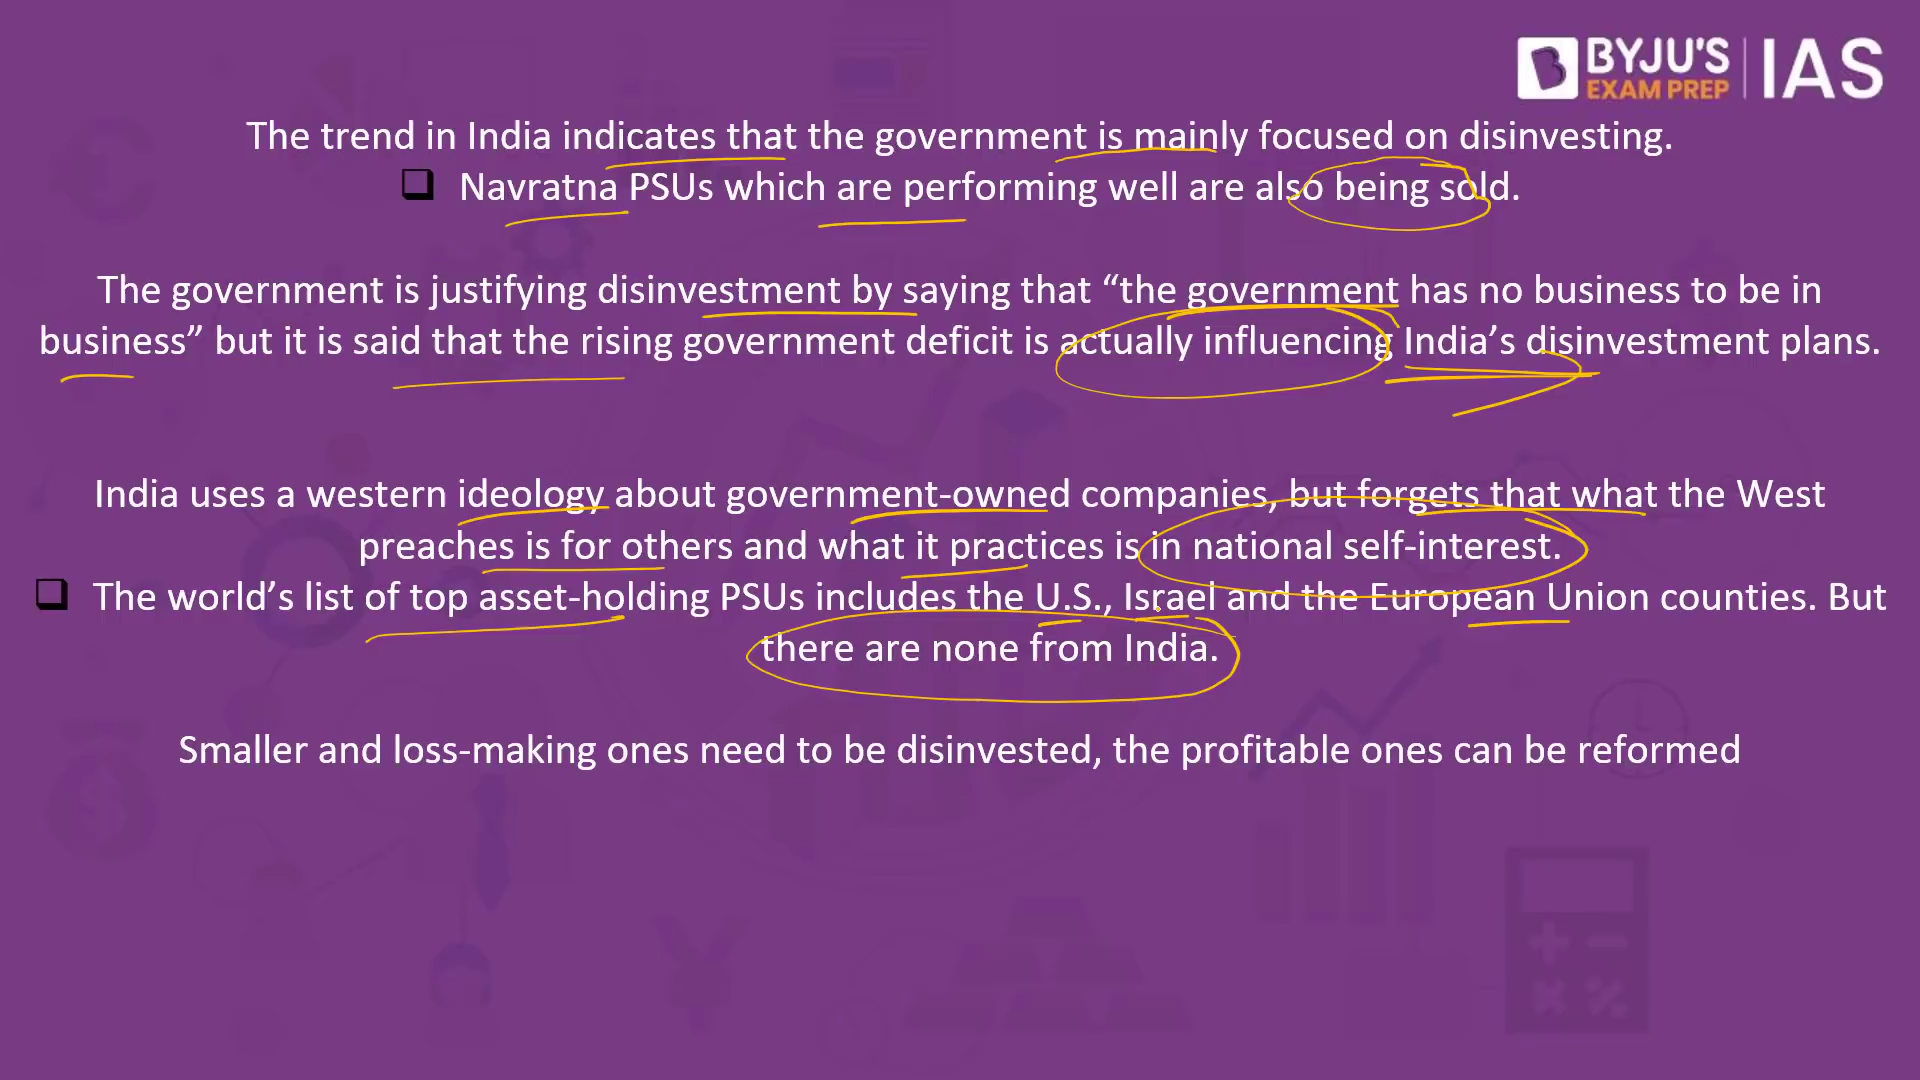 BYJU'S
EXAM PREP
IAS
The trend in India indicates that the government is mainly focused on disinvesting.
Navratna PSUs which are performing well are also being sold.
The government is justifying disinvestment by saying that “the government has no business to be in
business” but it is said that the rising government deficit is actually influencing India’s disinvestment plans.
India uses a western ideology about government-owned companies, but forgets that what the West
preaches is for others and what it practices is in national self-interest.
The world’s list of top asset-holding PSUs includes the U.S., Israel and the European Union counties. But
there are none from India.
Smaller and loss-making ones need to be disinvested, the profitable ones can be reformed